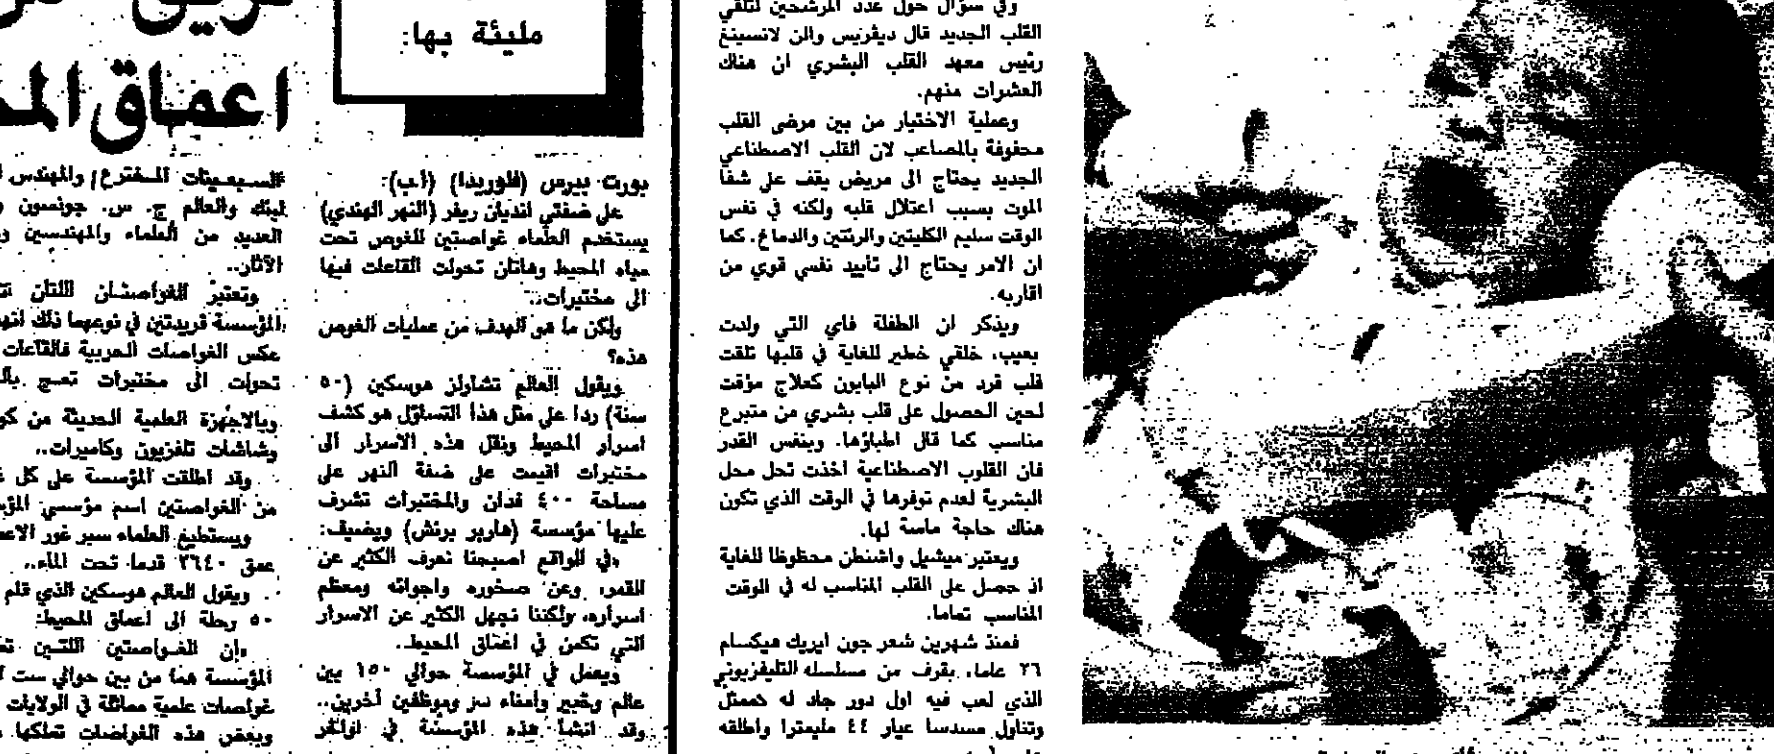 وفي سؤال حول عدد المرشحين لتلقي
القلب الجديد قال ديفريس والن لانسينغ
رئيس معهد القلب البشري ان هناك
العشرات منهم.
وعملية الاختيار من بين مرضى القلب
محفوفة بالمصاعب لان القلب الاصطناعي
الجديد يحتاج الى مريض يقف على شفا
الموت بسبب اعتلال قلبه ولكنه في نفس
الوقت سليم الكليتين والرئتين والدماغ. كما
ان الامر يحتاج الى تأييد نفسي قوي من
اقاربه.
ويذكر ان الطفلة فاي التي ولدت
بعيب، خلقي خطير للغاية في قلبها تلقت
قلب قرد من نوع البابون كعلاج مؤقت
لحين الحصول على قلب بشري من متبرع
مناسب كما قال اطباؤها. وبنفس القدر
فان القلوب الاصطناعية اخذت تحل محل
البشرية لعدم توفرها في الوقت الذي تكون
هناك حاجة ماسة لها.
ويعتبر ميشيل واشنطن محظوظا للغاية
اذ حصل على القلب المناسب له في الوقت
المناسب تماما.
فمنذ شهرين شعر جون ايريك هيكسام
٢٦ عاما، بقرف من مسلسله التليفزيوني
الذي لعب فيه اول دور جاد له كممثل
وتناول مسدسا عيار ٤٤ مليمترا واطلقه
مليئة بها:
بورت بيرس (فلوريدا) (أ.ب):
على ضفتي انديان ريفر (النهر الهندي)
يستخدم العلماء غواصتين للغوص تحت
مياه المحيط وهاتان تحولت القاعات فيها
الى مختبرات..
ولكن ما هو الهدف من عمليات الغوص
هذه؟
ويقول العالم تشارلز هوسكين (٥٠
سنة) ردا على مثل هذا التساؤل هو كشف
اسرار المحيط ونقل هذه الاسرار الى
مختبرات اقيمت على ضفة النهر على
مساحة ٤٠٠ فدان والمختبرات تشرف
عليها مؤسسة (هاربر برنش) ويضيف:
«في الواقع اصبحنا نعرف الكثير عن
القمر، وعن صخوره واجوائه ومعظم
اسراره، ولكننا نجهل الكثير عن الاسرار
التي تكمن في اعماق المحيط.
ويعمل في المؤسسة حوالي ١٥٠ بين
عالم وخبير وأمناء سر وموظفين آخرين..
وقد انشأ هذه المؤسسة في اواخر
اعماق
السبعينات المخترع والمهندس
لينك والعالم ج. س. جونسون
العديد من العلماء والمهندسين
الآثار..
وتعتبر الغواصتان اللتان
المؤسسة فريدتين في نوعهما ذلك
عكس الغواصات الحربية فالقاعات
تحولت الى مختبرات تعج
وبالاجهزة العلمية الحديثة من
وشاشات تلفزيون وكاميرات..
وقد اطلقت المؤسسة على كل
من الغواصتين اسم مؤسسي
ويستطيع العلماء سبر غور
عمق ٢٦٤٠ قدما تحت الماء..
ويقول العالم هوسكين الذي قام
٥٠ رحلة الى اعماق المحيط:
«ان الغواصتين اللتين
المؤسسة هما من بين حوالي ست
غواصات علمية مماثلة في الولايات
وبعض هذه الغواصات تملكها